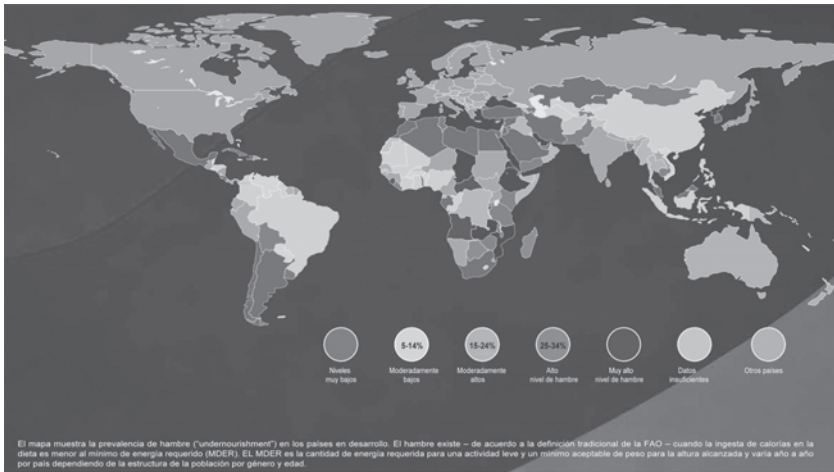 5-14%
15-24%
25-34%
Niveles
muy bajos
Moderadamente
bajos
Moderadamente
altos
Alto
nivel de hambre
Muy alto
nivel de hambre
Datos
insuficientes
Otros países
El mapa muestra la prevalencia de hambre ("undernourishment") en los países en desarrollo. El hambre existe – de acuerdo a la definición tradicional de la FAO – cuando la ingesta de calorías en la
dieta es menor al mínimo de energía requerido (MDER). EL MDER es la cantidad de energía requerida para una actividad leve y un mínimo aceptable de peso para la altura alcanzada y varía año a año
por país dependiendo de la estructura de la población por género y edad.